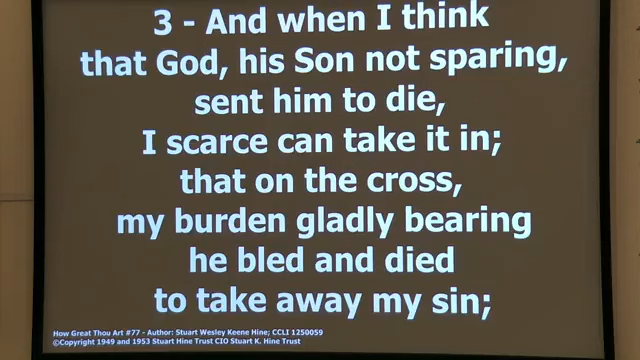 3 - And when I think
that God, his Son not sparing,
sent him to die,
I scarce can take it in;
that on the cross,
my burden gladly bearing
he bled and died
to take away my sin;
How Great Thou Art #77 - Author: Stuart Wesley Keene Hine; CCLI 1250059
©Copyright 1949 and 1953 Stuart Hine Trust CIO Stuart K. Hine Trust